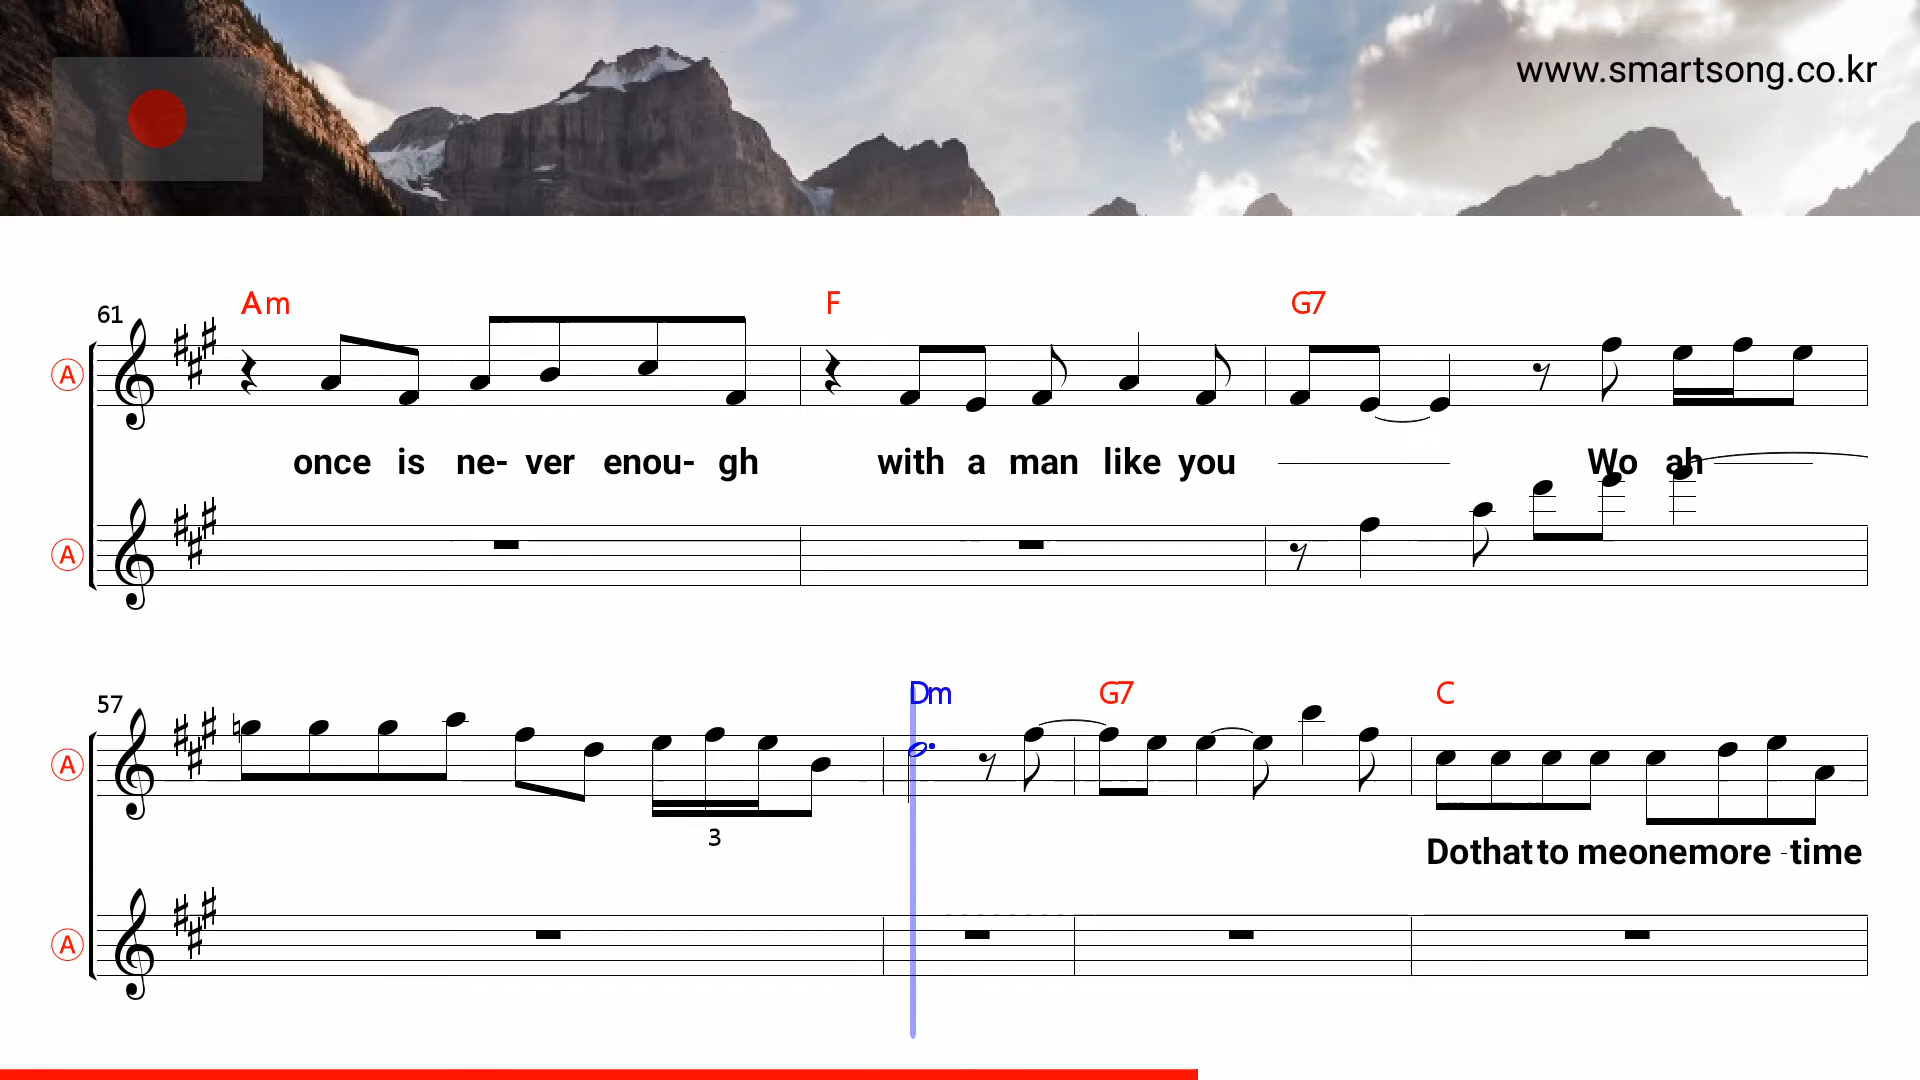 www.smartsong.co.kr
Am F G7
61
A
once is ne- ver enou- gh with a man like you Wo ah
A
Dm G7 C
57
A
3
Dothat to meonemore - time
A